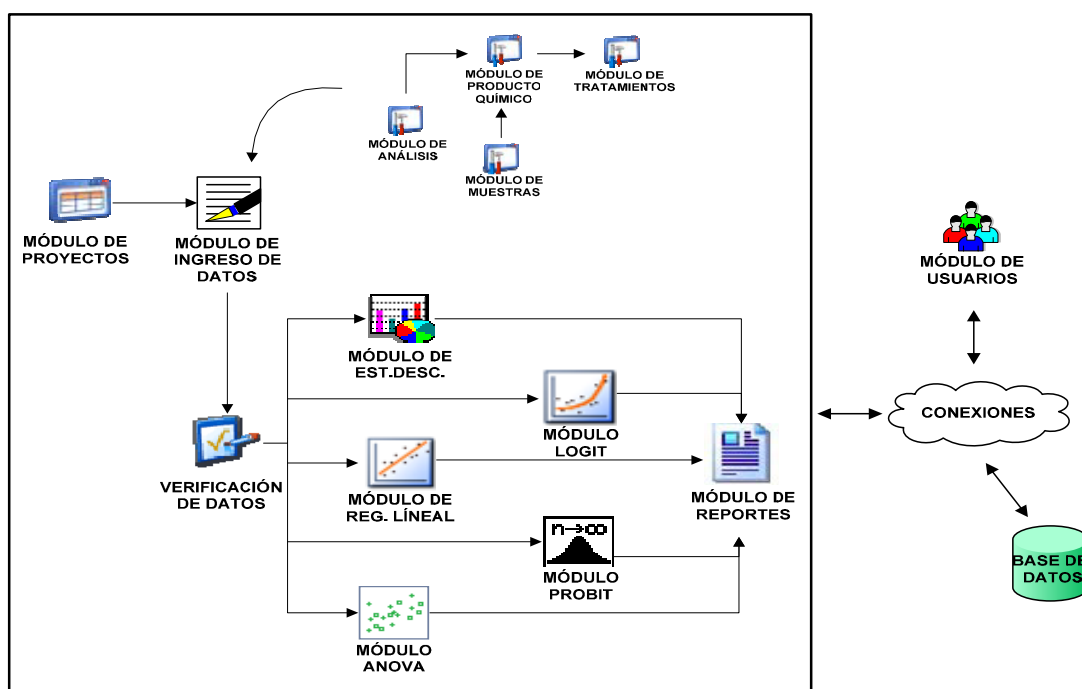 MÓDULO DE
PRODUCTO
QUÍMICO
MÓDULO DE
TRATAMIENTOS
MÓDULO DE
ANÁLISIS
MÓDULO DE
MUESTRAS
MÓDULO DE
PROYECTOS
MÓDULO DE
INGRESO DE
DATOS
MÓDULO DE
USUARIOS
MÓDULO DE
EST.DESC.
CONEXIONES
MÓDULO
LOGIT
VERIFICACIÓN
DE DATOS
MÓDULO DE
REG. LÍNEAL
MÓDULO DE
REPORTES
n→∞
MÓDULO
PROBIT
BASE DE
DATOS
MÓDULO
ANOVA